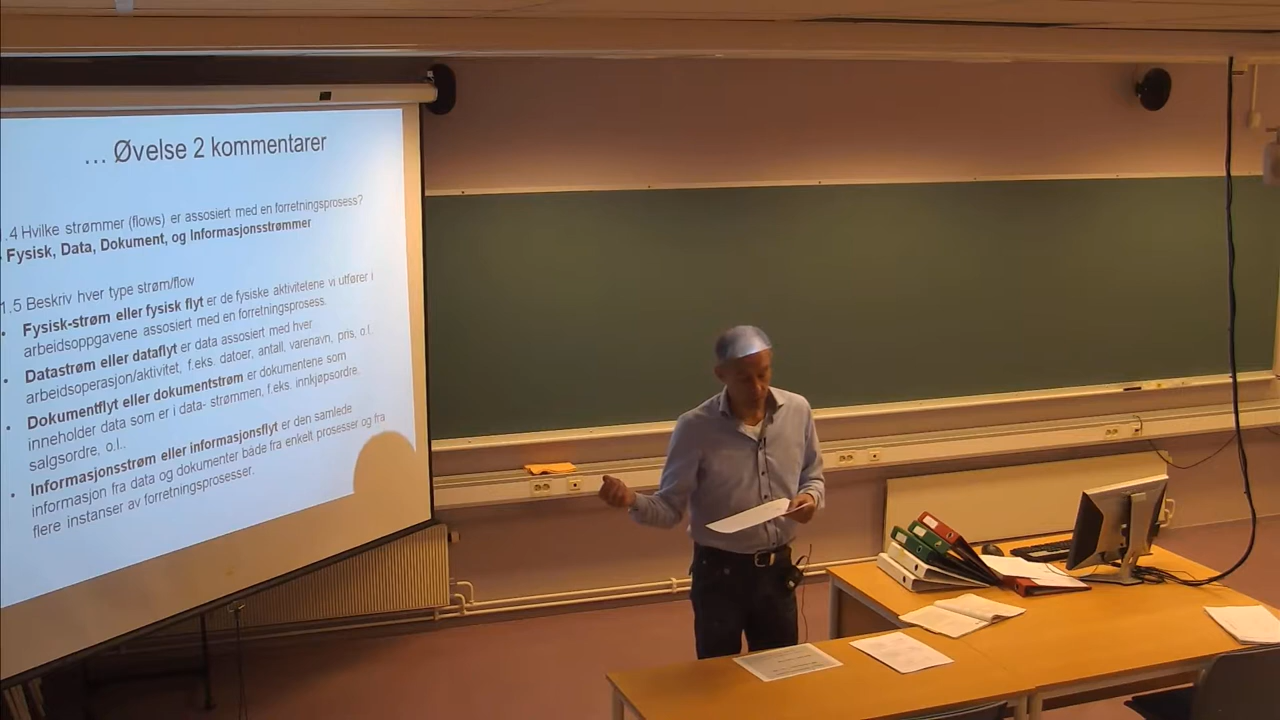 ... Øvelse 2 kommentarer
1.4 Hvilke strømmer (flows) er assosiert med en forretningsprosess?
Fysisk, Data, Dokument, og Informasjonsstrømmer
1.5 Beskriv hver type strøm/flow
• Fysisk-strøm eller fysisk flyt er de fysiske aktivitetene vi utfører i
arbeidsoppgavene assosiert med en forretningsprosess.
• Datastrøm eller dataflyt er data assosiert med hver
arbeidsoperasjon/aktivitet, f.eks. datoer, antall, varenavn, pris, o.l.
• Dokumentflyt eller dokumentstrøm er dokumentene som
inneholder data som er i data- strømmen, f.eks. innkjøpsordre,
salgsordre, o.l..
• Informasjonsstrøm eller informasjonsflyt er den samlede
informasjon fra data og dokumenter både fra enkelt prosesser og fra
flere instanser av forretningsprosesser.